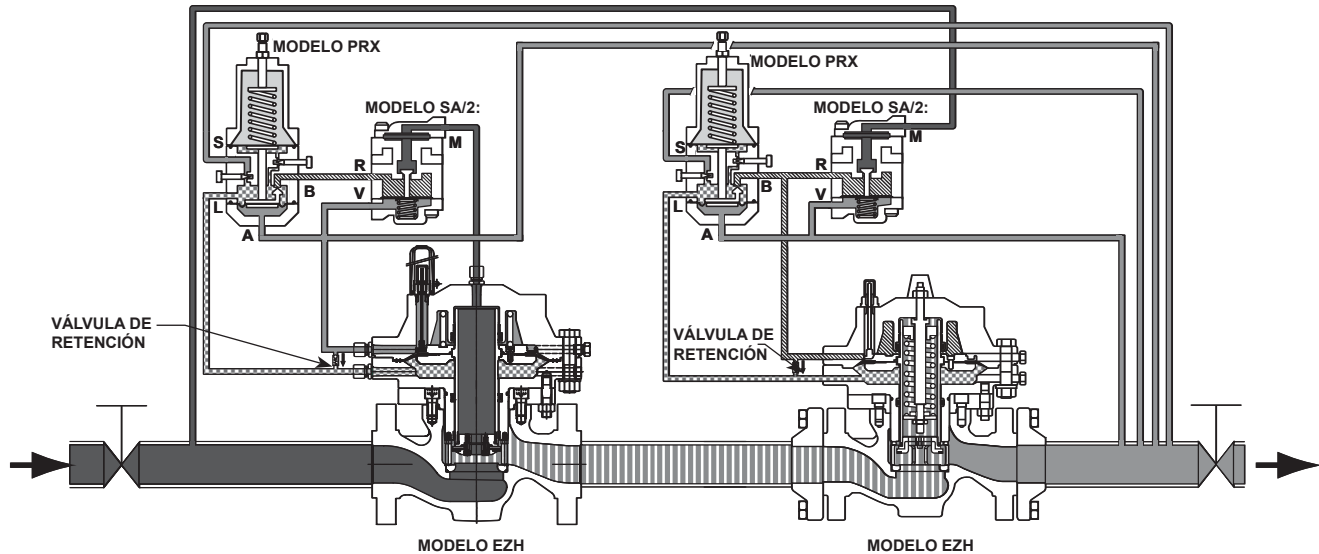 MODELO PRX
MODELO PRX
MODELO SA/2:
MODELO SA/2:
S
M
S
M
R
R
B
V
B
V
L
L
A
A
VÁLVULA DE
RETENCIÓN
VÁLVULA DE
RETENCIÓN
MODELO EZH
MODELO EZH